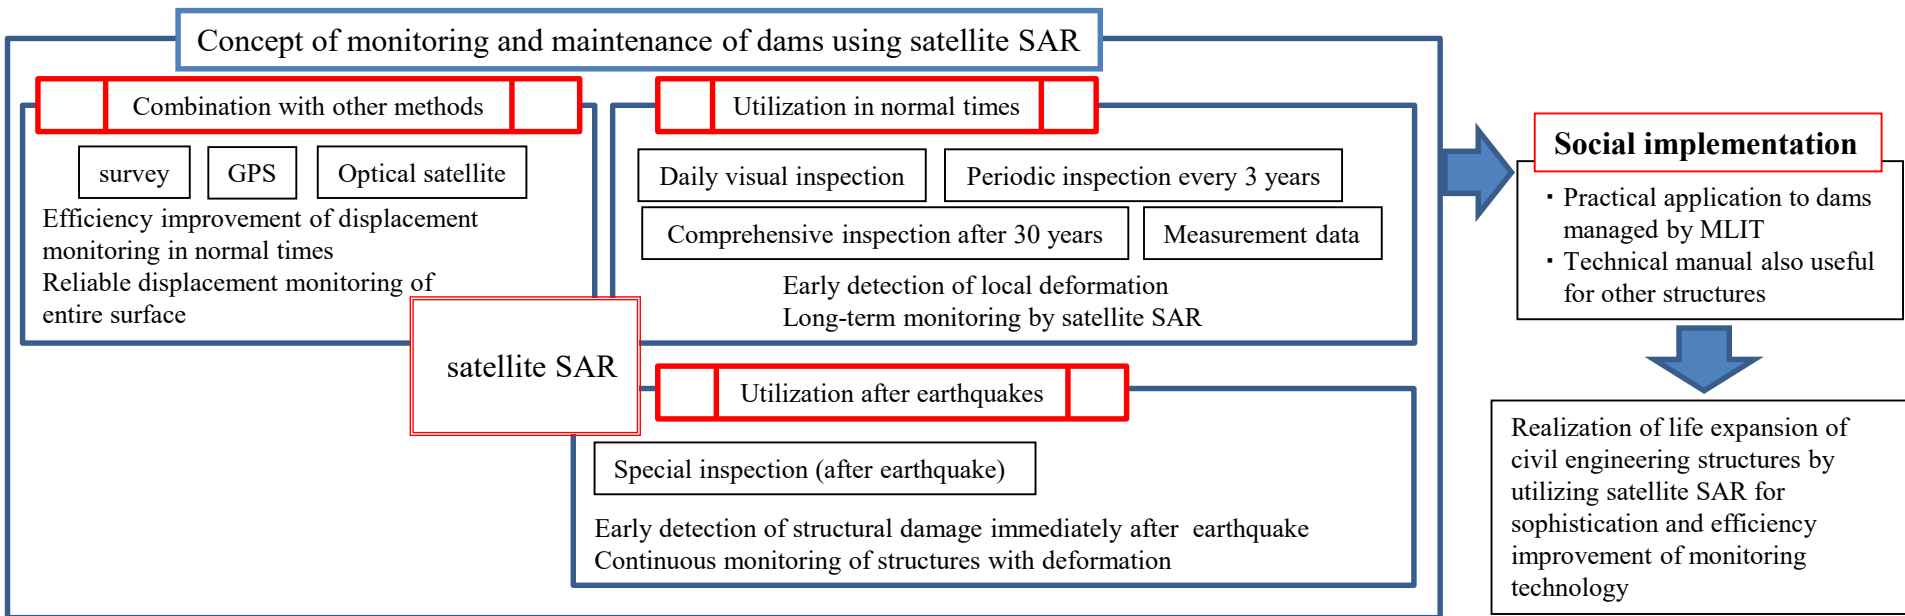 Concept of monitoring and maintenance of dams using satellite SAR
Combination with other methods
survey
GPS
Optical satellite
Efficiency improvement of displacement
monitoring in normal times
Reliable displacement monitoring of
entire surface
Utilization in normal times
Daily visual inspection
Periodic inspection every 3 years
Comprehensive inspection after 30 years
Measurement data
Early detection of local deformation
Long-term monitoring by satellite SAR
satellite SAR
Utilization after earthquakes
Special inspection (after earthquake)
Early detection of structural damage immediately after earthquake
Continuous monitoring of structures with deformation
Social implementation
・Practical application to dams
managed by MLIT
・Technical manual also useful
for other structures
Realization of life expansion of
civil engineering structures by
utilizing satellite SAR for
sophistication and efficiency
improvement of monitoring
technology